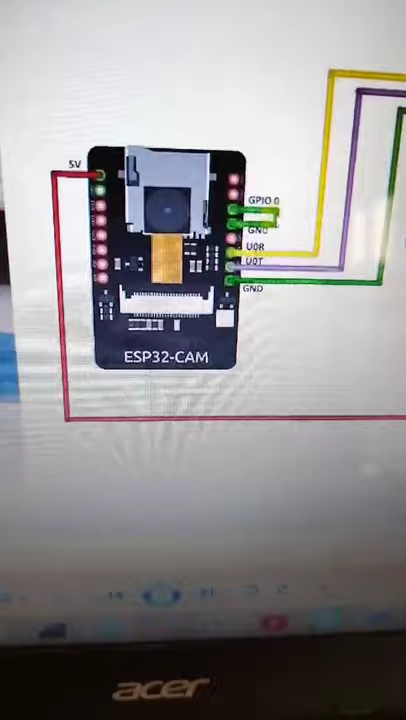 5V
GPIO 0
GND
U0R
U0T
GND
ESP32-CAM
acer